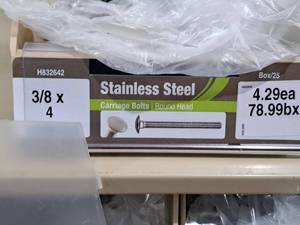 H832642
3/8 x
4
Stainless Steel
Carriage Bolts | Round Head
Box/25
4.29ea
78.99bx